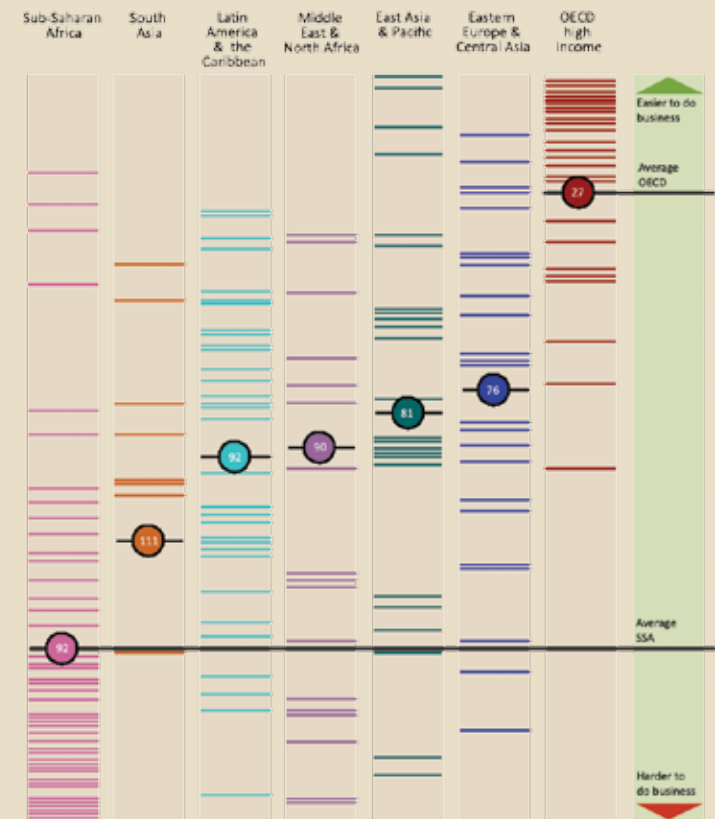 Sub-Saharan
Africa
South
Asia
Latin
America
& the
Caribbean
Middle
East &
North Africa
East Asia
& Pacific
Eastern
Europe &
Central Asia
OECD
high
income
Easier to do
business
Average
OECD
27
76
81
90
92
111
Average
SSA
92
Harder to
do business